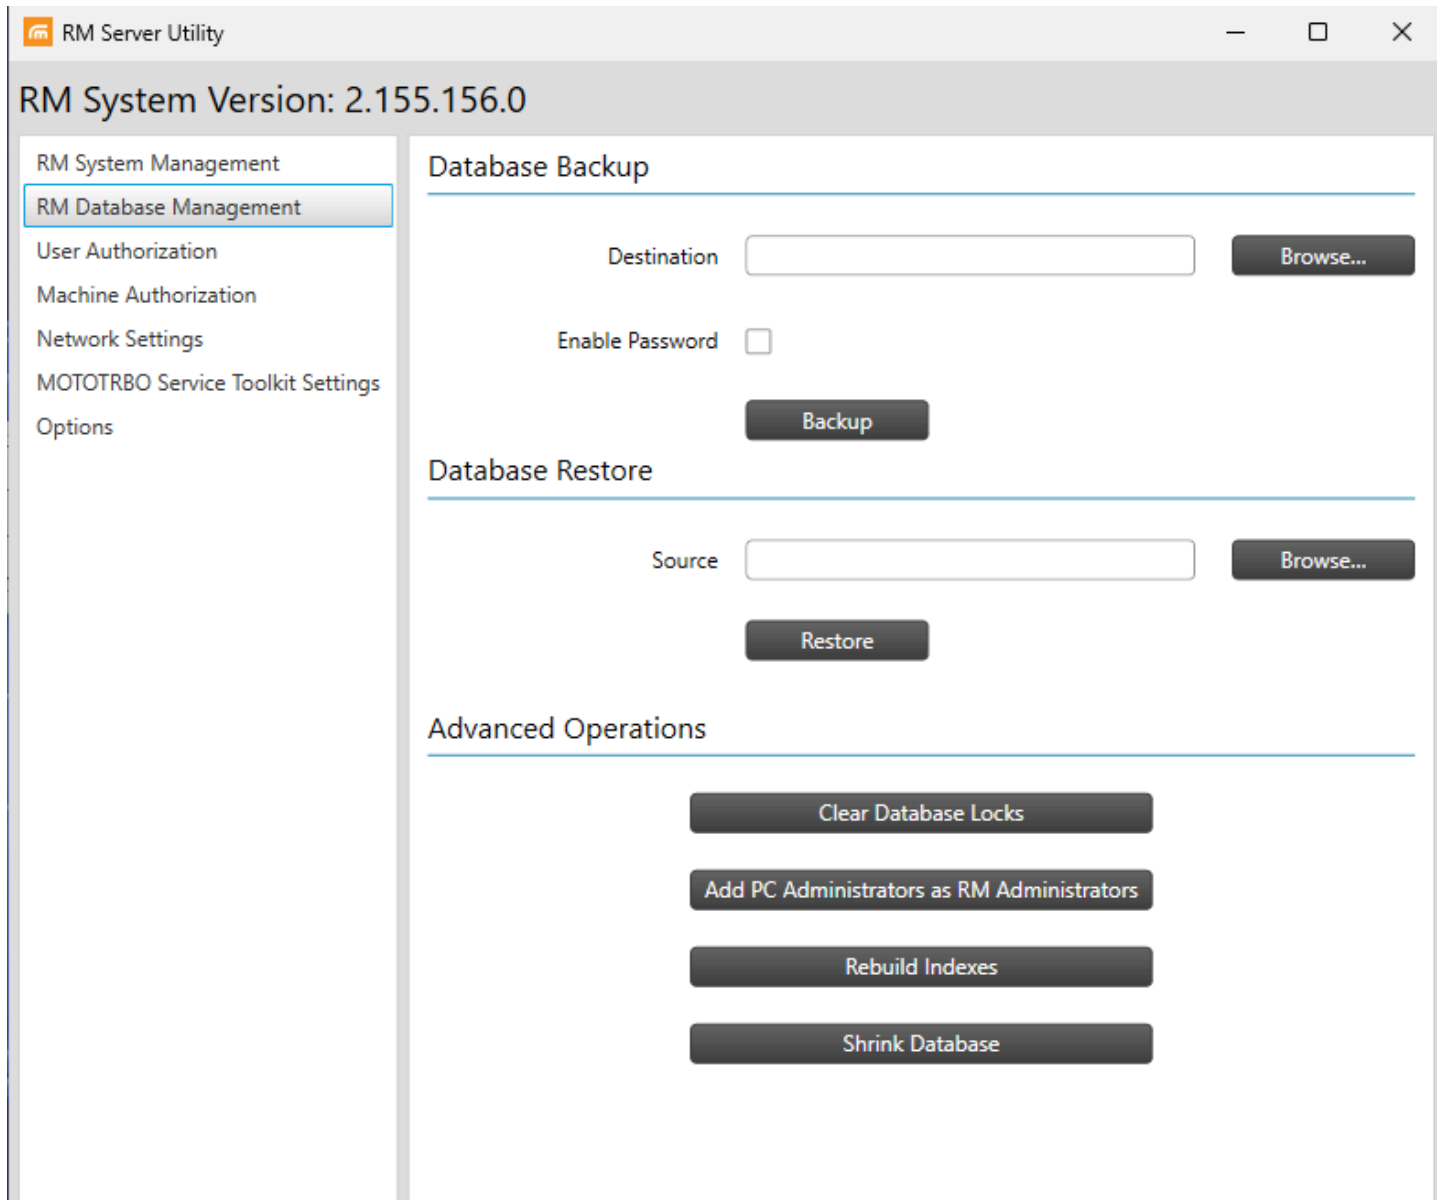 RM Server Utility
RM System Version: 2.155.156.0
RM System Management
RM Database Management
User Authorization
Machine Authorization
Network Settings
MOTOTRBO Service Toolkit Settings
Options
Database Backup
Destination
Browse...
Enable Password
Backup
Database Restore
Source
Browse...
Restore
Advanced Operations
Clear Database Locks
Add PC Administrators as RM Administrators
Rebuild Indexes
Shrink Database